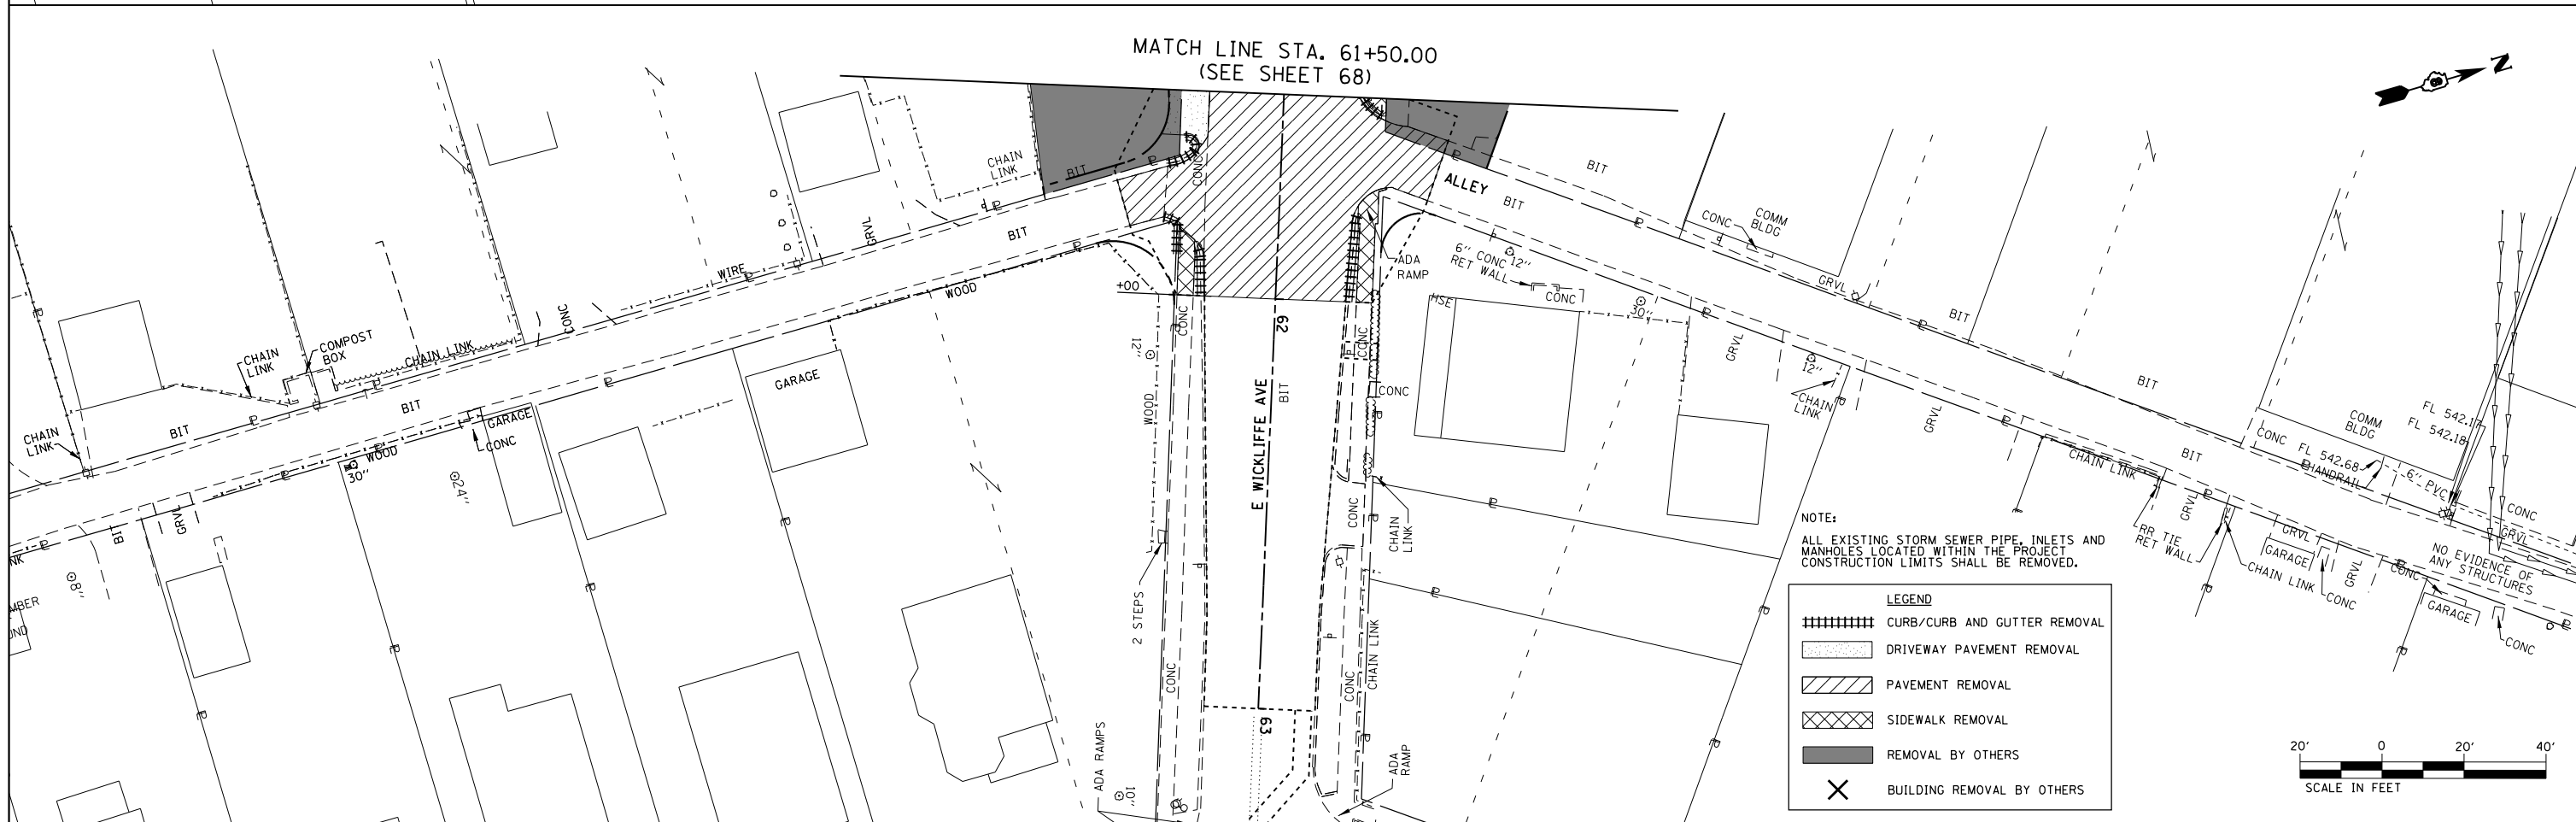 MATCH LINE STA. 61+50.00
(SEE SHEET 68)
N
CHAIN
LINK
BIT
CONC
ALLEY
BIT
BIT
CONC
COMM
BLDG
GRVL
BIT
WIRE
WOOD
CONC
COMPOST
BOX
CHAIN
LINK
CHAIN LINK
BIT
BIT
CHAIN
LINK
GARAGE
GARAGE
CONC
WOOD
30"
24"
GRVL
BIT
8"
+00
62
CONC
12"
WOOD
E WICKLIFFE AVE
BIT
CONC
CONC
ADA
RAMP
6" CONC
RET WALL
12"
CONC
HSE
30"
GRVL
12"
CHAIN
LINK
GRVL
GRVL
BIT
BIT
BIT
CHAIN LINK
COMM
BLDG
CONC
FL 542.17
FL 542.18
FL 542.68
HANDRAIL
6" PVC
CONC
GRVL
RR TIE
RET WALL
GRVL
CHAIN LINK
GRVL
GARAGE
CONC
GRVL
CONC
NO EVIDENCE OF
ANY STRUCTURES
GARAGE
CONC
CONC
CHAIN
LINK
2 STEPS
CONC
CONC
CHAIN LINK
63
ADA RAMPS
10"
ADA
RAMP
NOTE:
ALL EXISTING STORM SEWER PIPE, INLETS AND
MANHOLES LOCATED WITHIN THE PROJECT
CONSTRUCTION LIMITS SHALL BE REMOVED.
LEGEND
CURB/CURB AND GUTTER REMOVAL
DRIVEWAY PAVEMENT REMOVAL
PAVEMENT REMOVAL
SIDEWALK REMOVAL
REMOVAL BY OTHERS
BUILDING REMOVAL BY OTHERS
20' 0 20' 40'
SCALE IN FEET